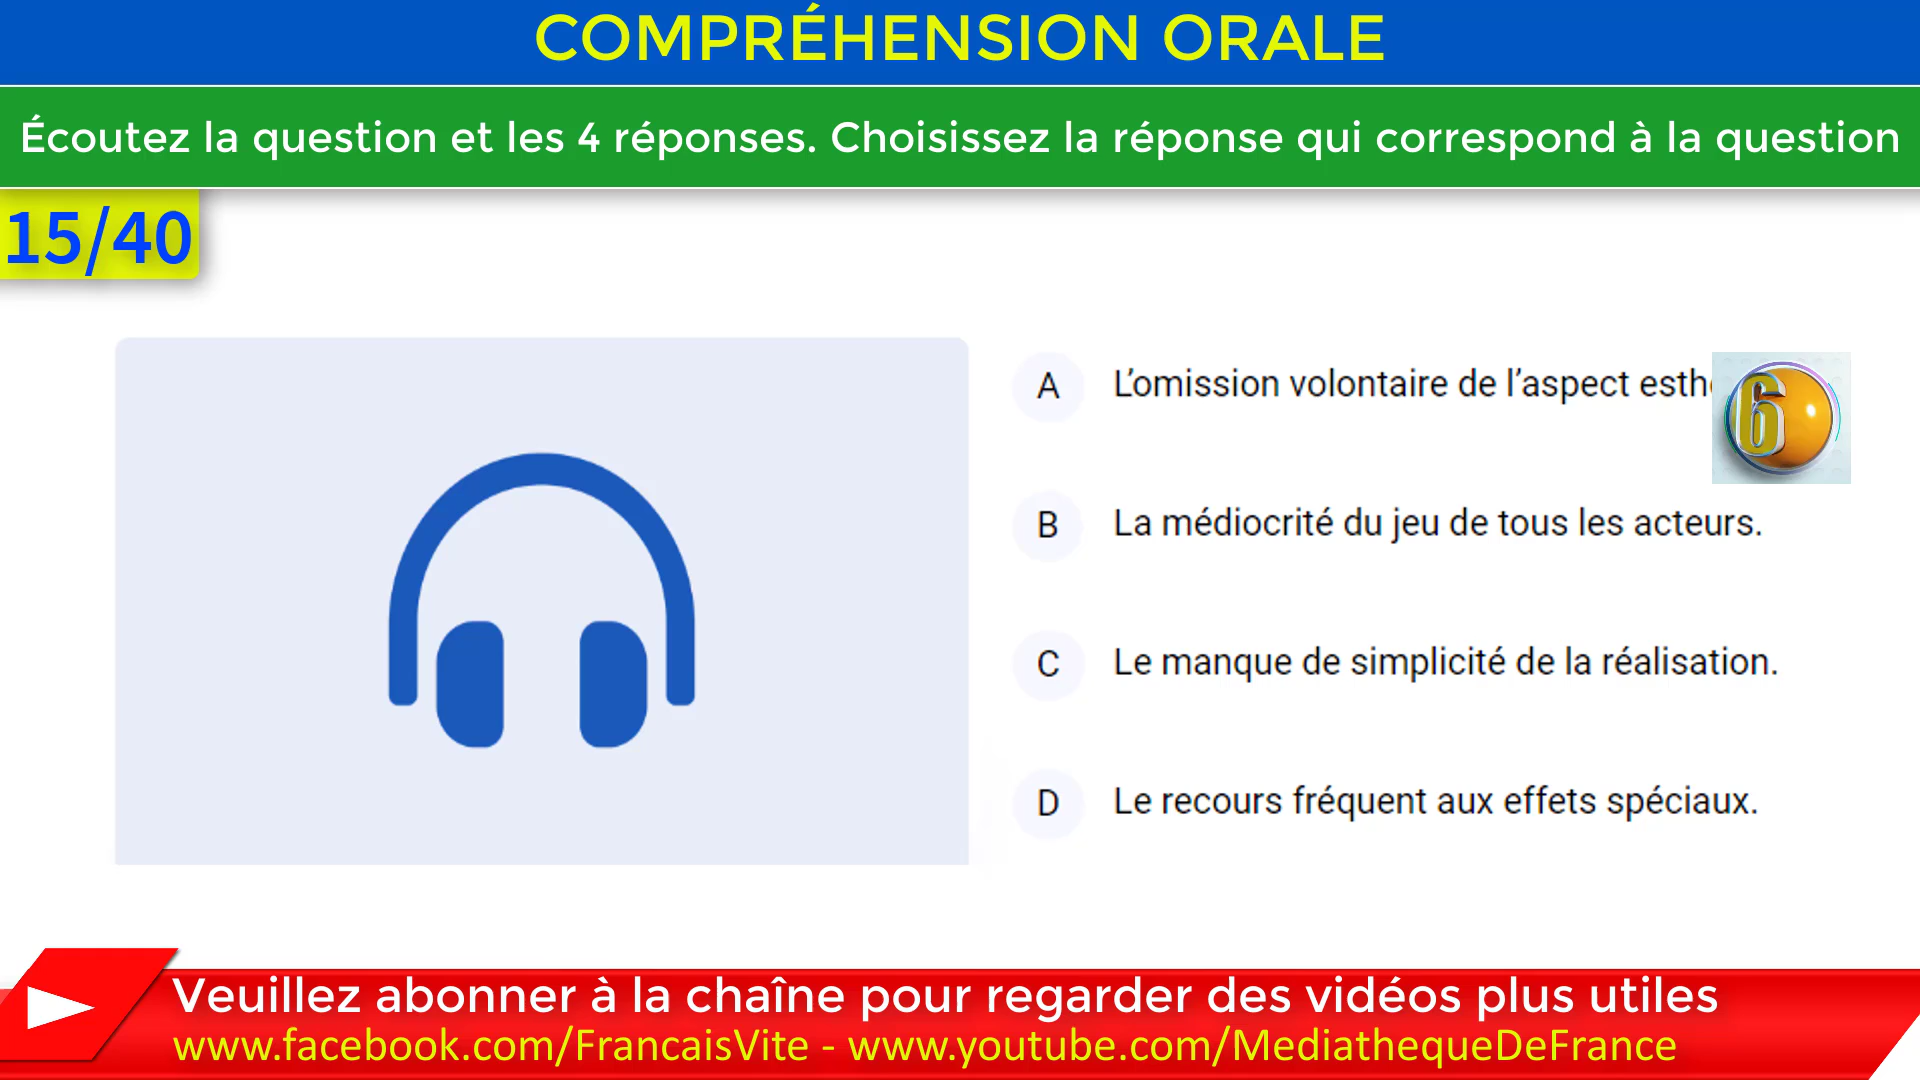 COMPRÉHENSION ORALE
Écoutez la question et les 4 réponses. Choisissez la réponse qui correspond à la question
15/40
A L'omission volontaire de l'aspect
6
B La médiocrité du jeu de tous les acteurs.
C Le manque de simplicité de la réalisation.
D Le recours fréquent aux effets spéciaux.
Veuillez abonner à la chaîne pour regarder des vidéos plus utiles
www.facebook.com/FrancaisVite - www.youtube.com/MediathequeDeFrance